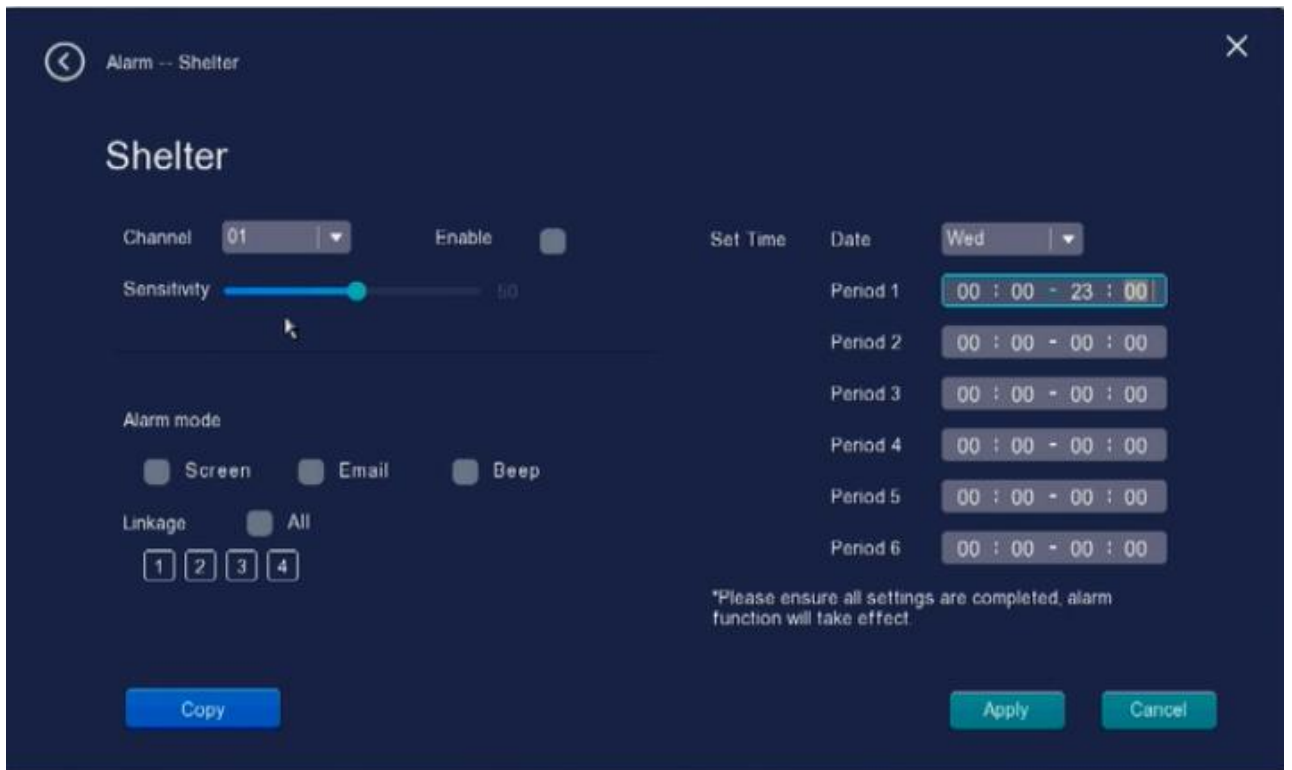 Alarm -- Shelter
Shelter
Channel 01 Enable
Sensitivity 50
Alarm mode
Screen Email Beep
Linkage All
1 2 3 4
Set Time Date Wed
Period 1 00 : 00 - 23 : 00
Period 2 00 : 00 - 00 : 00
Period 3 00 : 00 - 00 : 00
Period 4 00 : 00 - 00 : 00
Period 5 00 : 00 - 00 : 00
Period 6 00 : 00 - 00 : 00
*Please ensure all settings are completed, alarm
function will take effect.
Copy
Apply Cancel